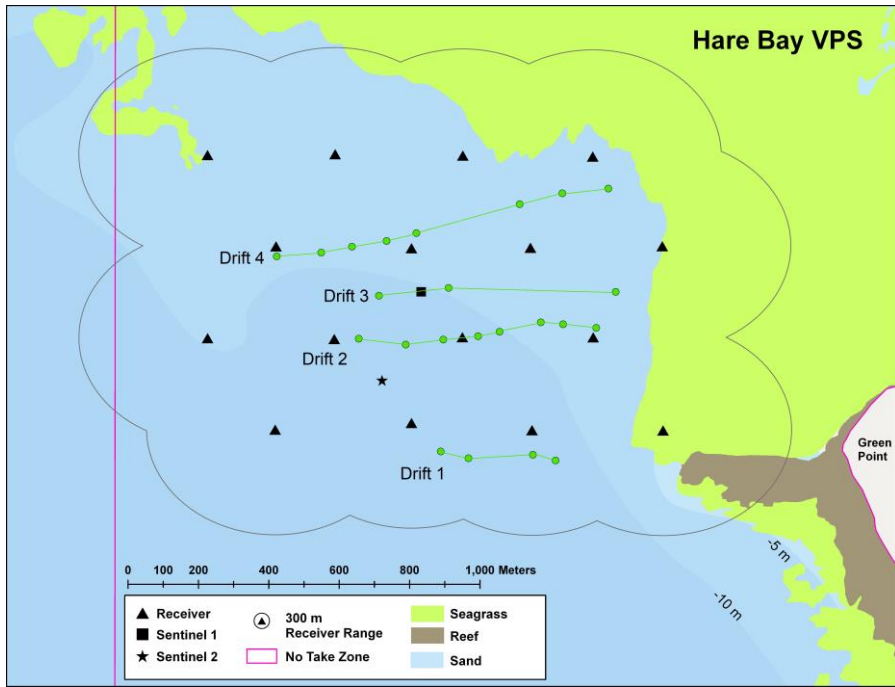 Hare Bay VPS
Drift 4
Drift 3
Drift 2
Drift 1
Green
Point
-5 m
-10 m
0 200 400 600 800 1,000 Meters
Receiver
Sentinel 1
Sentinel 2
300 m
Receiver Range
No Take Zone
Seagrass
Reef
Sand